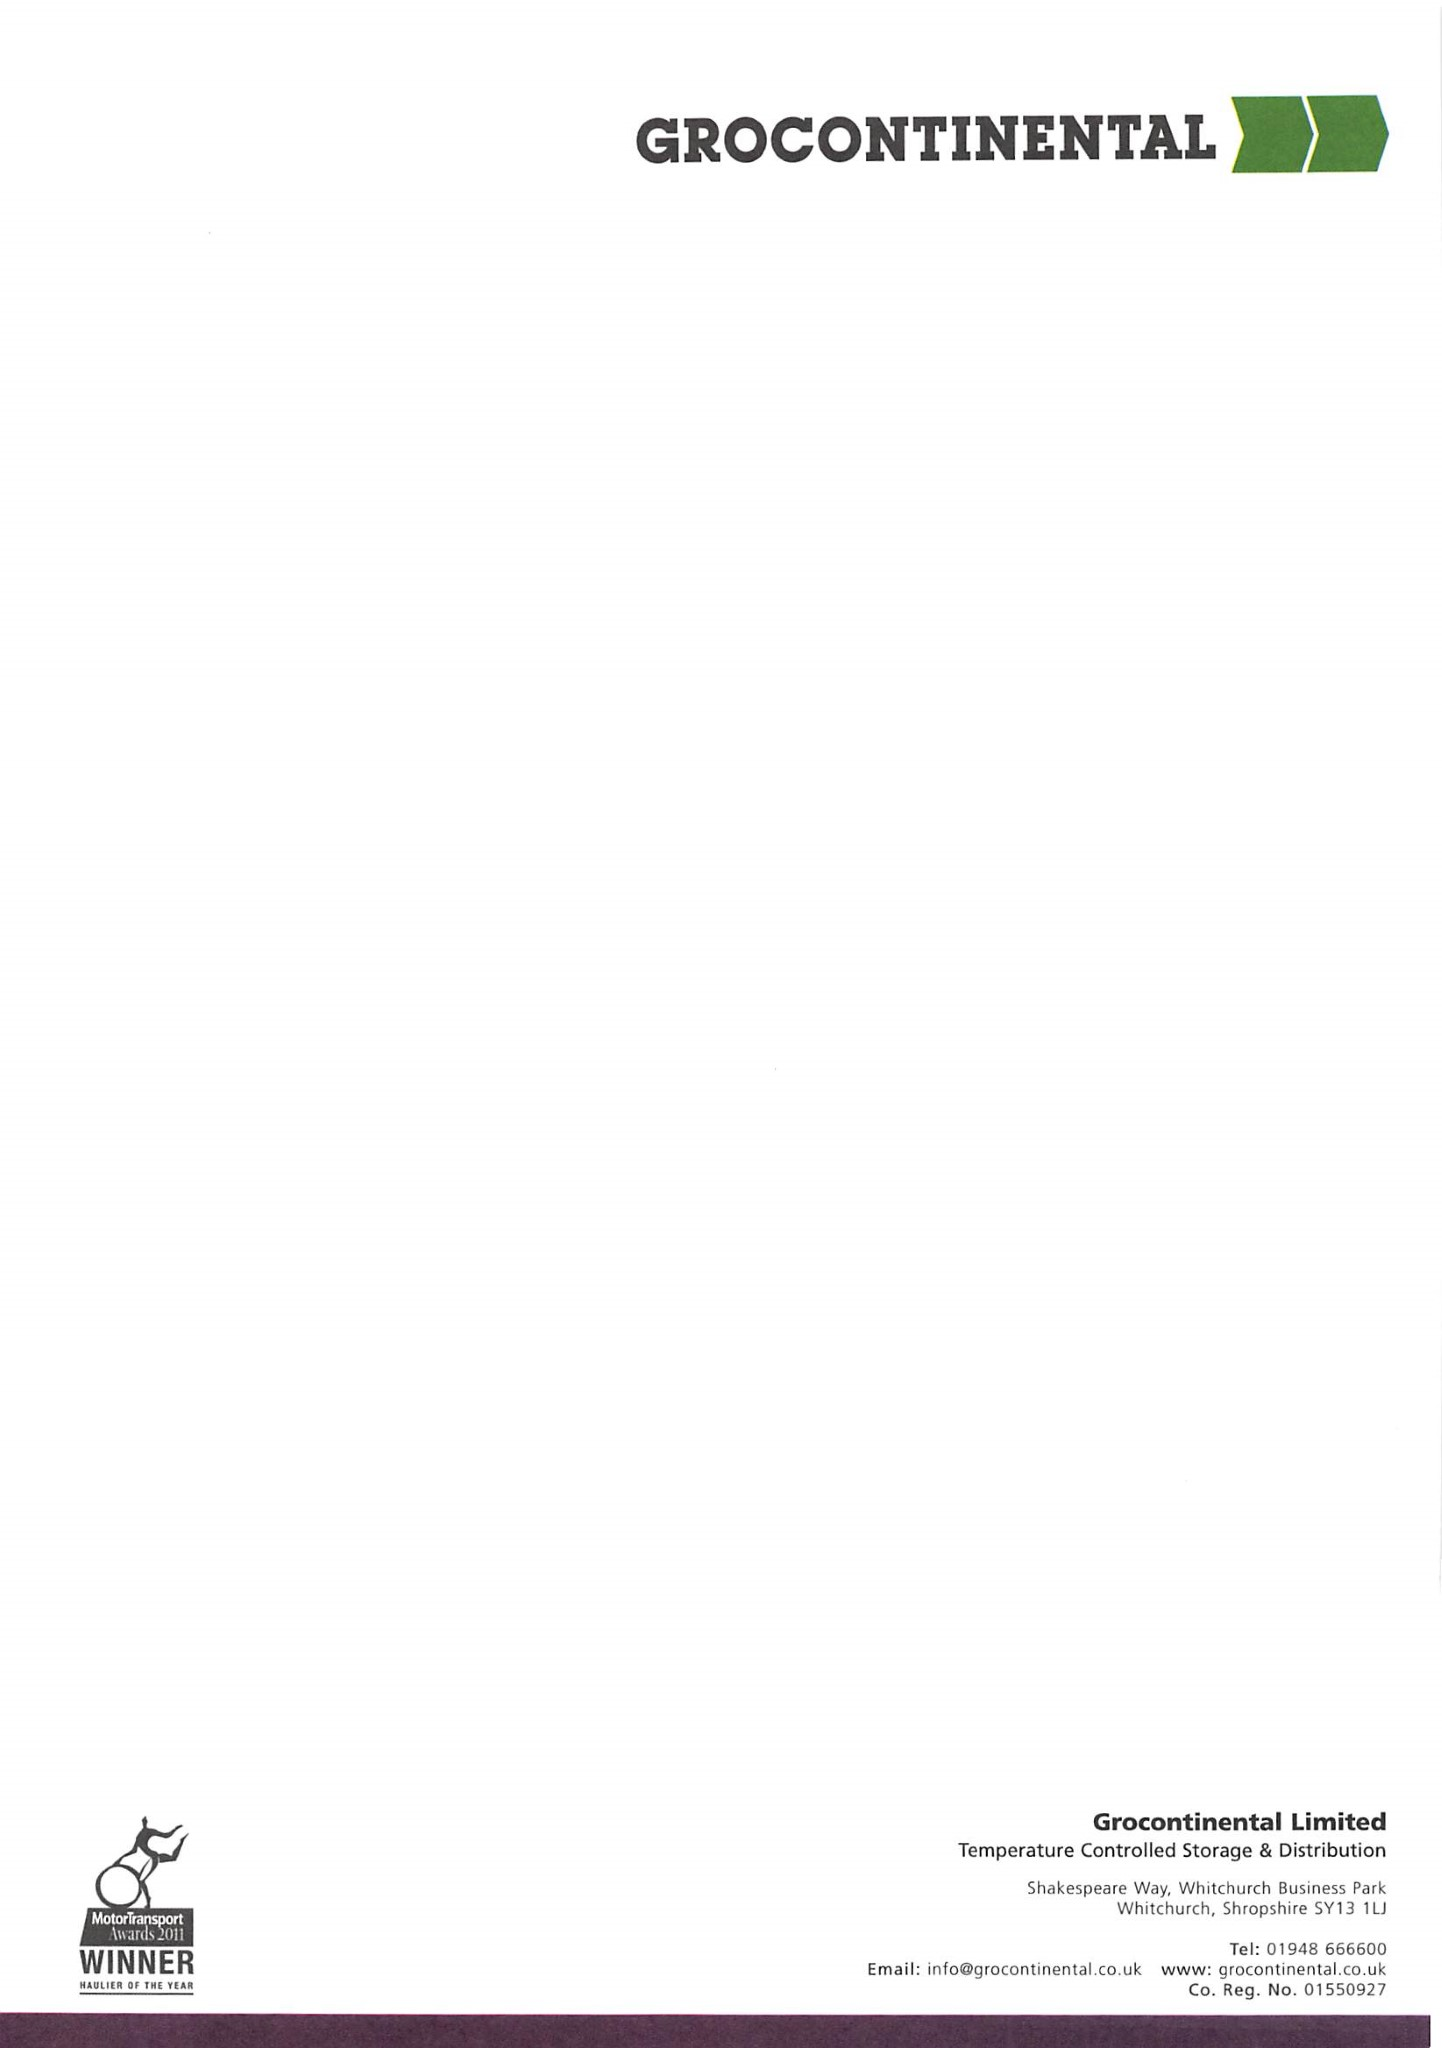 GROCONTINENTAL
Grocontinental Limited
Temperature Controlled Storage & Distribution
Shakespeare Way, Whitchurch Business Park
Whitchurch, Shropshire SY13 1LJ
Tel: 01948 666600
Email: info@grocontinental.co.uk www: grocontinental.co.uk
Co. Reg. No. 01550927
MotorTransport
Awards 2011
WINNER
HAULIER OF THE YEAR